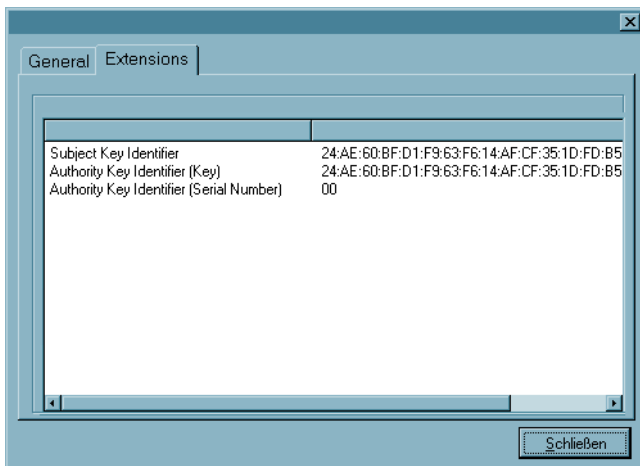 General Extensions
Subject Key Identifier 24:AE:60:BF:D1:F9:63:F6:14:AF:CF:35:1D:FD:B5
Authority Key Identifier (Key) 24:AE:60:BF:D1:F9:63:F6:14:AF:CF:35:1D:FD:B5
Authority Key Identifier (Serial Number) 00
Schließen